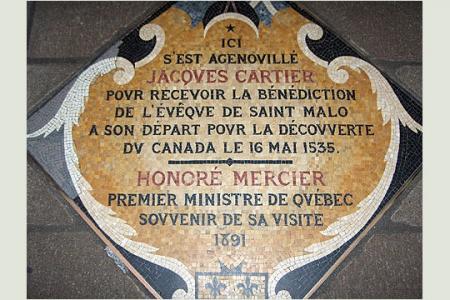 ICI
S'EST AGENOVILLÉ
JACQVES CARTIER
POVR RECEVOIR LA BÉNÉDICTION
DE L'ÉVÊQVE DE SAINT MALO
A SON DÉPART POVR LA DÉCOVVERTE
DV CANADA LE 16 MAI 1535.
HONORÉ MERCIER
PREMIER MINISTRE DE QVÉBEC
SOVVENIR DE SA VISITE
1891